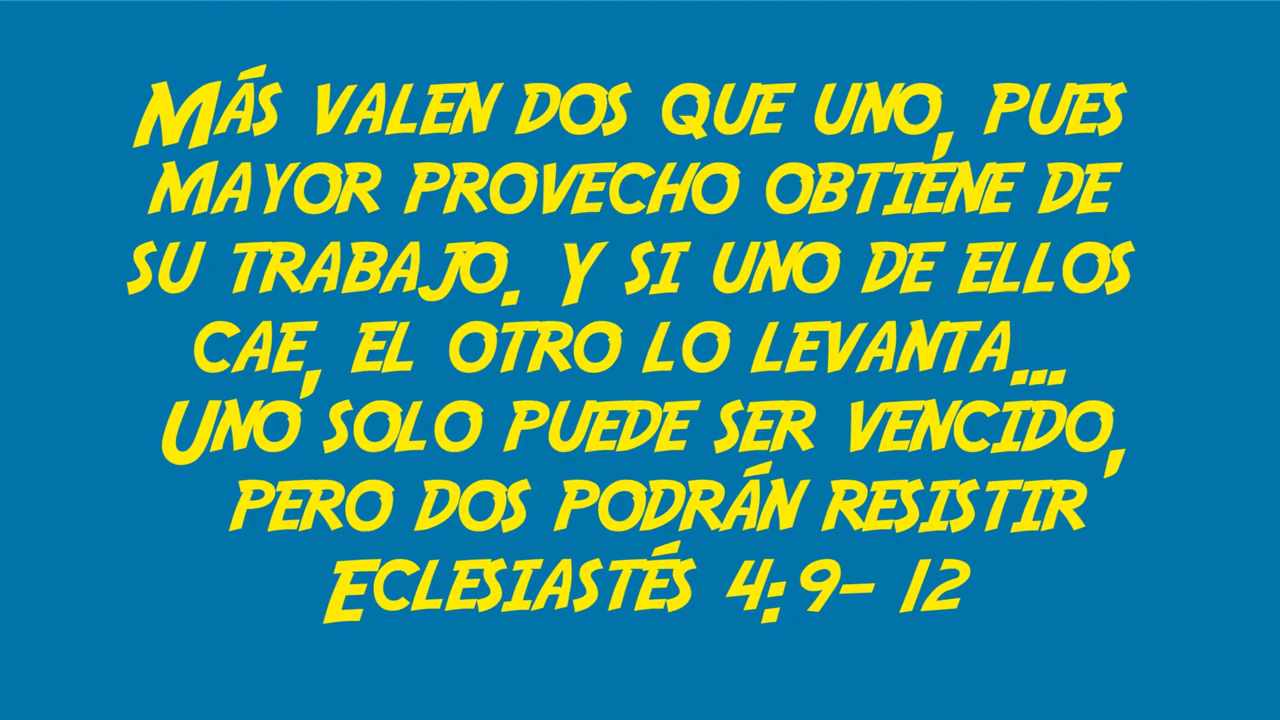 Más valen dos que uno, pues
mayor provecho obtiene de
su trabajo. Y si uno de ellos
cae, el otro lo levanta...
Uno solo puede ser vencido,
pero dos podrán resistir
Eclesiastés 4:9- 12